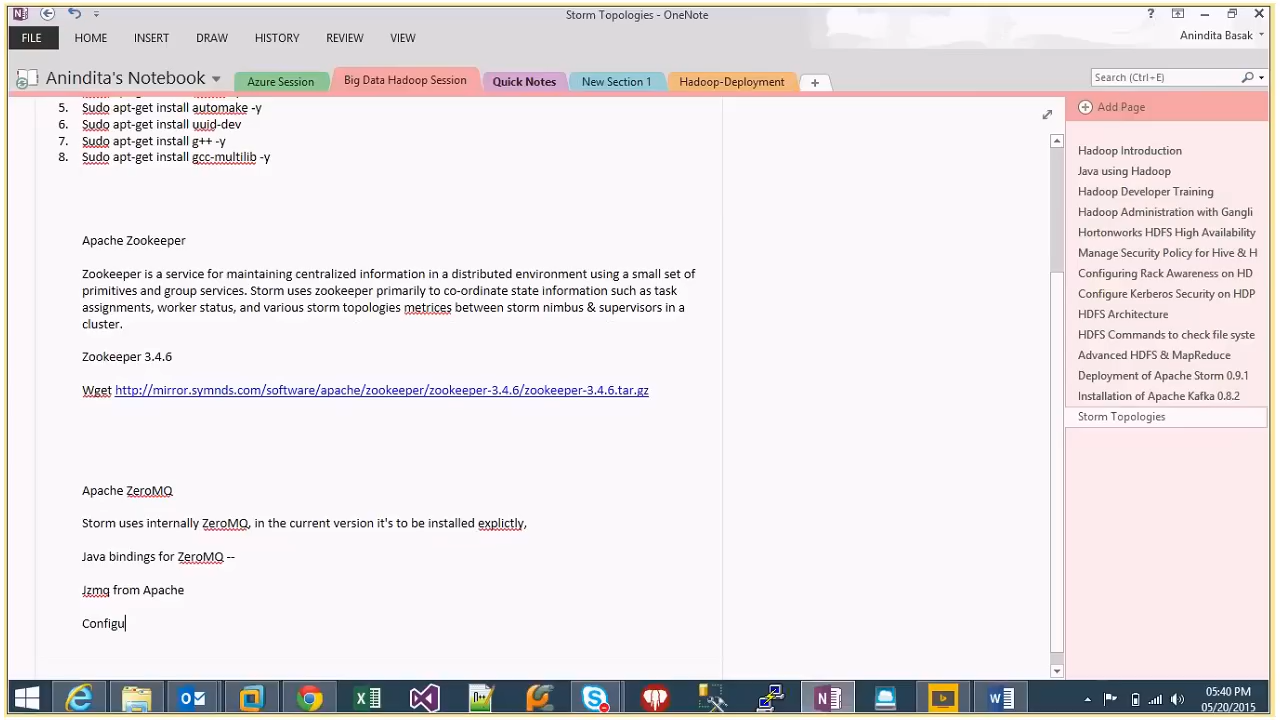 Storm Topologies - OneNote
?
Anindita Basak
FILE HOME INSERT DRAW HISTORY REVIEW VIEW
Anindita's Notebook Azure Session Big Data Hadoop Session Quick Notes New Section 1 Hadoop-Deployment +
Search (Ctrl+E)
5. Sudo apt-get install automake -y
6. Sudo apt-get install uuid-dev
7. Sudo apt-get install g++ -y
8. Sudo apt-get install gcc-multilib -y
Apache Zookeeper
Zookeeper is a service for maintaining centralized information in a distributed environment using a small set of
primitives and group services. Storm uses zookeeper primarily to co-ordinate state information such as task
assignments, worker status, and various storm topologies metrices between storm nimbus & supervisors in a
cluster.
Zookeeper 3.4.6
Wget http://mirror.symnds.com/software/apache/zookeeper/zookeeper-3.4.6/zookeeper-3.4.6.tar.gz
Apache ZeroMQ
Storm uses internally ZeroMQ, in the current version it's to be installed explictly,
Java bindings for ZeroMQ --
Jzmq from Apache
Configu
Add Page
Hadoop Introduction
Java using Hadoop
Hadoop Developer Training
Hadoop Administration with Gangli
Hortonworks HDFS High Availability
Manage Security Policy for Hive & H
Configuring Rack Awareness on HD
Configure Kerberos Security on HDP
HDFS Architecture
HDFS Commands to check file syste
Advanced HDFS & MapReduce
Deployment of Apache Storm 0.9.1
Installation of Apache Kafka 0.8.2
Storm Topologies
05:40 PM
05/20/2015